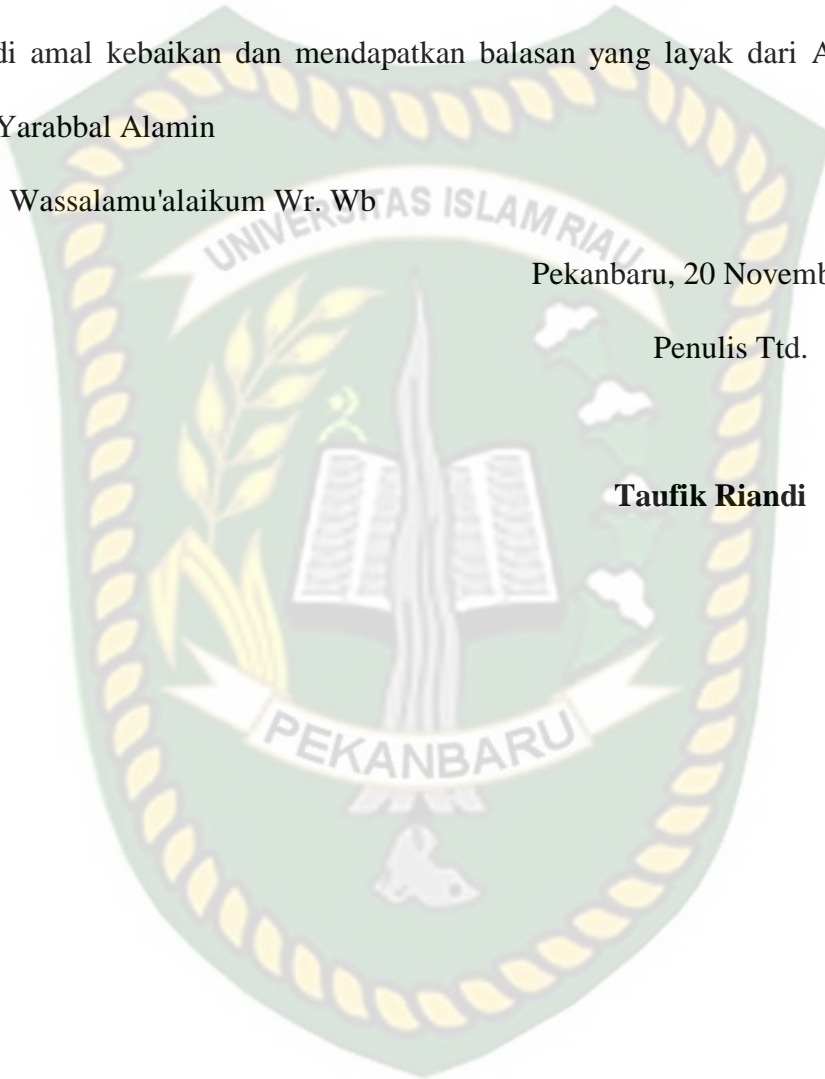 di amal kebaikan dan mendapatkan balasan yang layak dari A
Yarabbal Alamin
Wassalamu'alaikum Wr. Wb
UNIVERSITAS ISLAM RIAU
Pekanbaru, 20 Novemb
Penulis Ttd.
Taufik Riandi
PEKANBARU